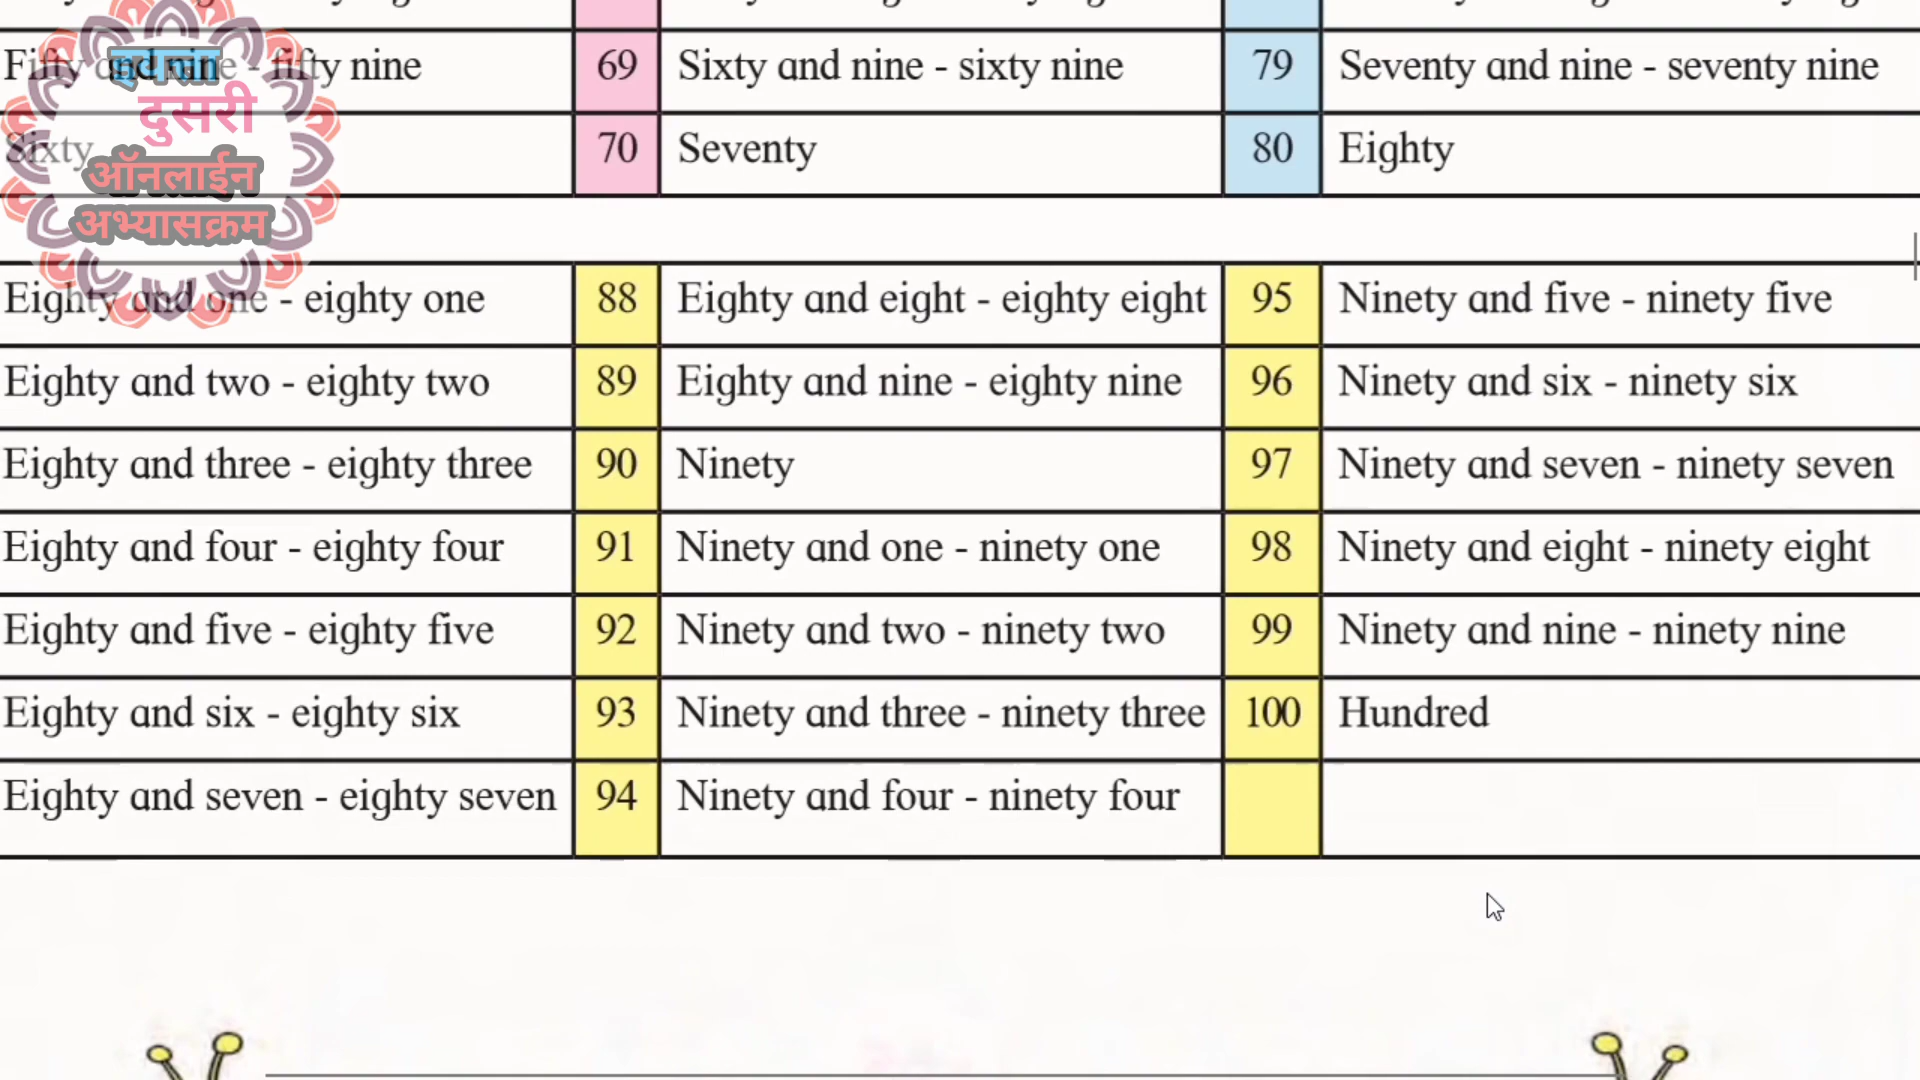 Fifty and nine - fifty nine 69 Sixty and nine - sixty nine 79 Seventy and nine - seventy nine
Sixty 70 Seventy 80 Eighty
इयत्ता
दुसरी
ऑनलाईन
अभ्यासक्रम
Eighty and one - eighty one 88 Eighty and eight - eighty eight 95 Ninety and five - ninety five
Eighty and two - eighty two 89 Eighty and nine - eighty nine 96 Ninety and six - ninety six
Eighty and three - eighty three 90 Ninety 97 Ninety and seven - ninety seven
Eighty and four - eighty four 91 Ninety and one - ninety one 98 Ninety and eight - ninety eight
Eighty and five - eighty five 92 Ninety and two - ninety two 99 Ninety and nine - ninety nine
Eighty and six - eighty six 93 Ninety and three - ninety three 100 Hundred
Eighty and seven - eighty seven 94 Ninety and four - ninety four